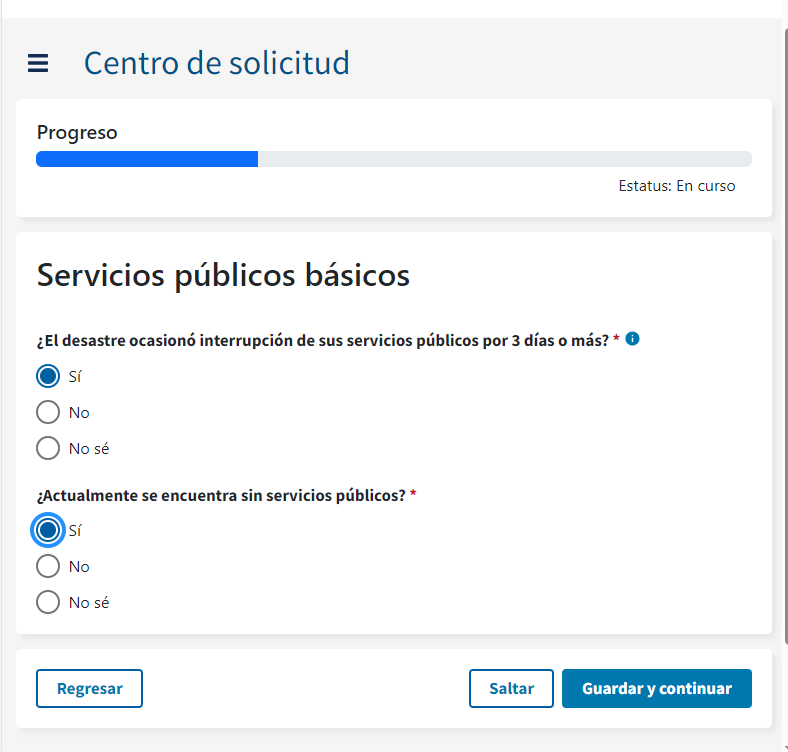 Centro de solicitud
Progreso
Estatus: En curso
Servicios públicos básicos
¿El desastre ocasionó interrupción de sus servicios públicos por 3 días o más? *
Sí
No
No sé
¿Actualmente se encuentra sin servicios públicos? *
Sí
No
No sé
Regresar Saltar Guardar y continuar